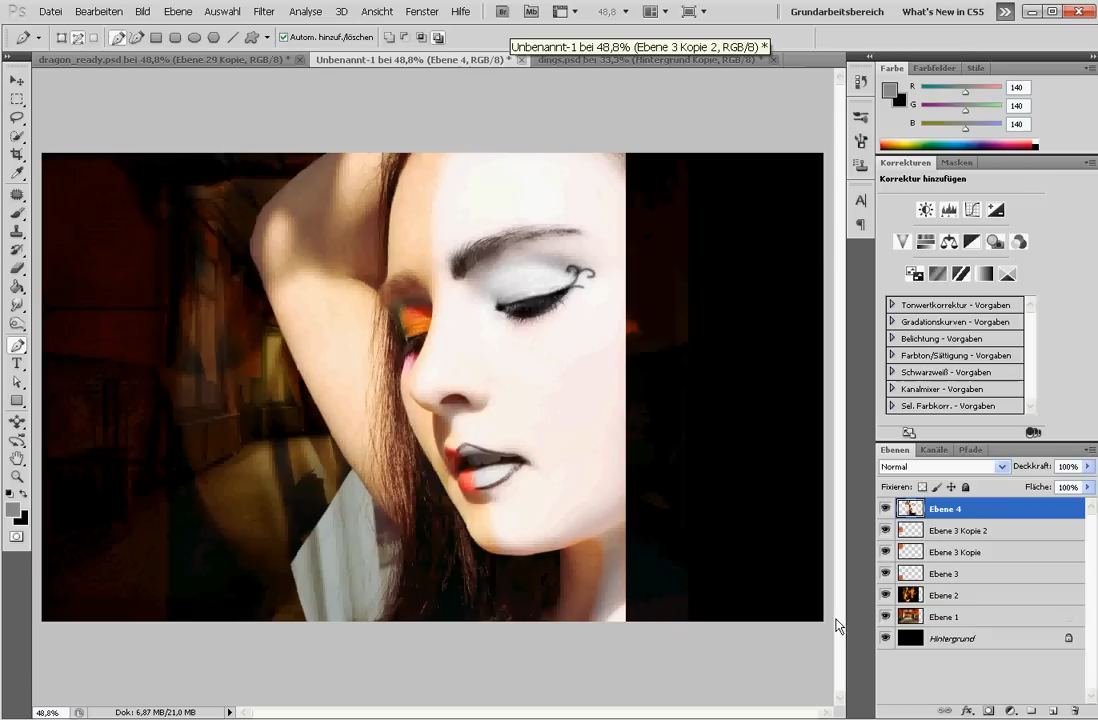 Ps Datei Bearbeiten Bild Ebene Auswahl Filter Analyse 3D Ansicht Fenster Hilfe Br Mb 48,8 Grundarbeitsbereich What's New in CS5
Autom. hinzuf./löschen
Unbenannt-1 bei 48,8% (Ebene 3 Kopie 2, RGB/8) *
dragon_ready.psd bei 48,8% (Ebene 29 Kopie, RGB/8) * Unbenannt-1 bei 48,8% (Ebene 4, RGB/8) * dings.psd bei 33,3% (Hintergrund Kopie, RGB/8) *
Farbe Farbfelder Stile
R 140
G 140
B 140
Korrekturen Masken
Korrektur hinzufügen
Tonwertkorrektur - Vorgaben
Gradationskurven - Vorgaben
Belichtung - Vorgaben
Farbton/Sättigung - Vorgaben
Schwarzweiß - Vorgaben
Kanalmixer - Vorgaben
Sel. Farbkorr. - Vorgaben
Ebenen Kanäle Pfade
Normal Deckkraft: 100%
Fixieren: Fläche: 100%
Ebene 4
Ebene 3 Kopie 2
Ebene 3 Kopie
Ebene 3
Ebene 2
Ebene 1
Hintergrund
48,8% Dok: 6,87 MB/21,0 MB